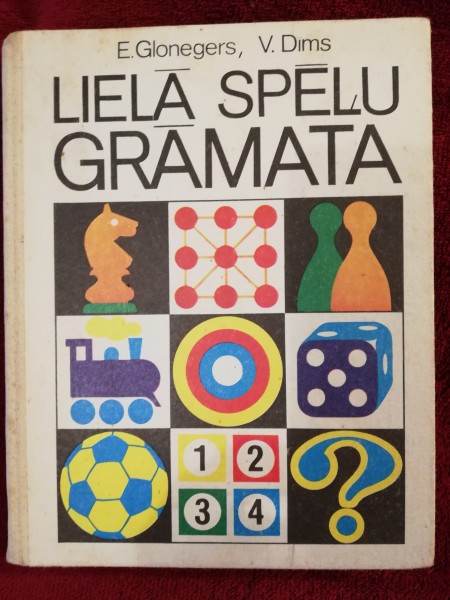 E. Glonegers, V. Dims
LIELĀ SPĒĻU
GRĀMATA
1 2
3 4